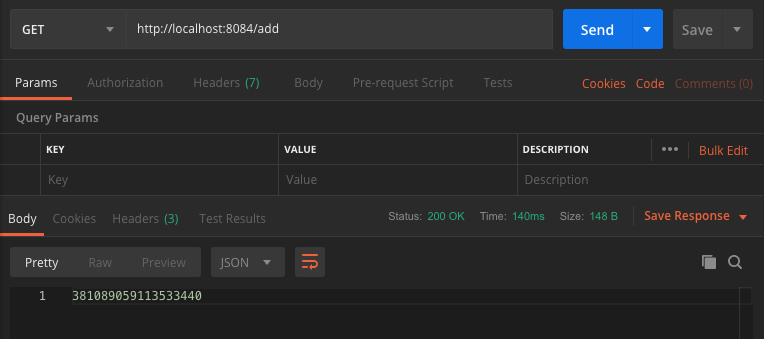 GET http://localhost:8084/add Send Save
Params Authorization Headers (7) Body Pre-request Script Tests Cookies Code Comments (0)
Query Params
KEY VALUE DESCRIPTION ••• Bulk Edit
Key Value Description
Body Cookies Headers (3) Test Results Status: 200 OK Time: 140ms Size: 148 B Save Response
Pretty Raw Preview JSON
1 381089059113533440